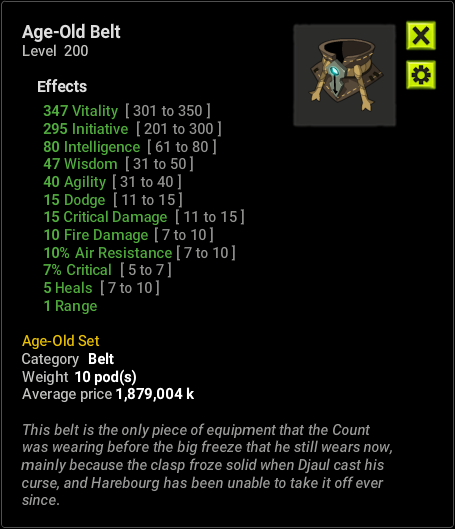 Age-Old Belt
Level 200
Effects
347 Vitality [ 301 to 350 ]
295 Initiative [ 201 to 300 ]
80 Intelligence [ 61 to 80 ]
47 Wisdom [ 31 to 50 ]
40 Agility [ 31 to 40 ]
15 Dodge [ 11 to 15 ]
15 Critical Damage [ 11 to 15 ]
10 Fire Damage [ 7 to 10 ]
10% Air Resistance [ 7 to 10 ]
7% Critical [ 5 to 7 ]
5 Heals [ 7 to 10 ]
1 Range
Age-Old Set
Category Belt
Weight 10 pod(s)
Average price 1,879,004 k
This belt is the only piece of equipment that the Count
was wearing before the big freeze that he still wears now,
mainly because the clasp froze solid when Djaul cast his
curse, and Harebourg has been unable to take it off ever
since.